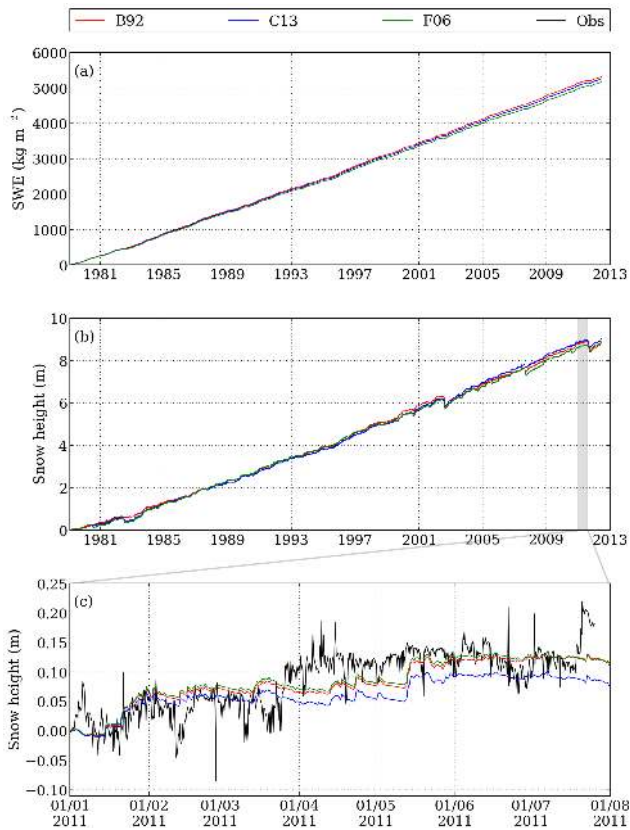 B92 C13 F06 Obs
(a)
SWE (kg m⁻²)
6000
5000
4000
3000
2000
1000
0
1981 1985 1989 1993 1997 2001 2005 2009 2013
(b)
Snow height (m)
10
8
6
4
2
0
1981 1985 1989 1993 1997 2001 2005 2009 2013
(c)
Snow height (m)
0.25
0.20
0.15
0.10
0.05
0.00
−0.05
−0.10
01/01 01/02 01/03 01/04 01/05 01/06 01/07 01/08
2011 2011 2011 2011 2011 2011 2011 2011